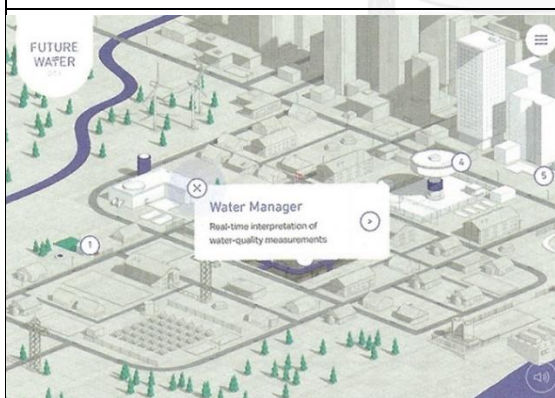 FUTURE
WATER
4
5
Water Manager
Real-time interpretation of
water-quality measurements
1